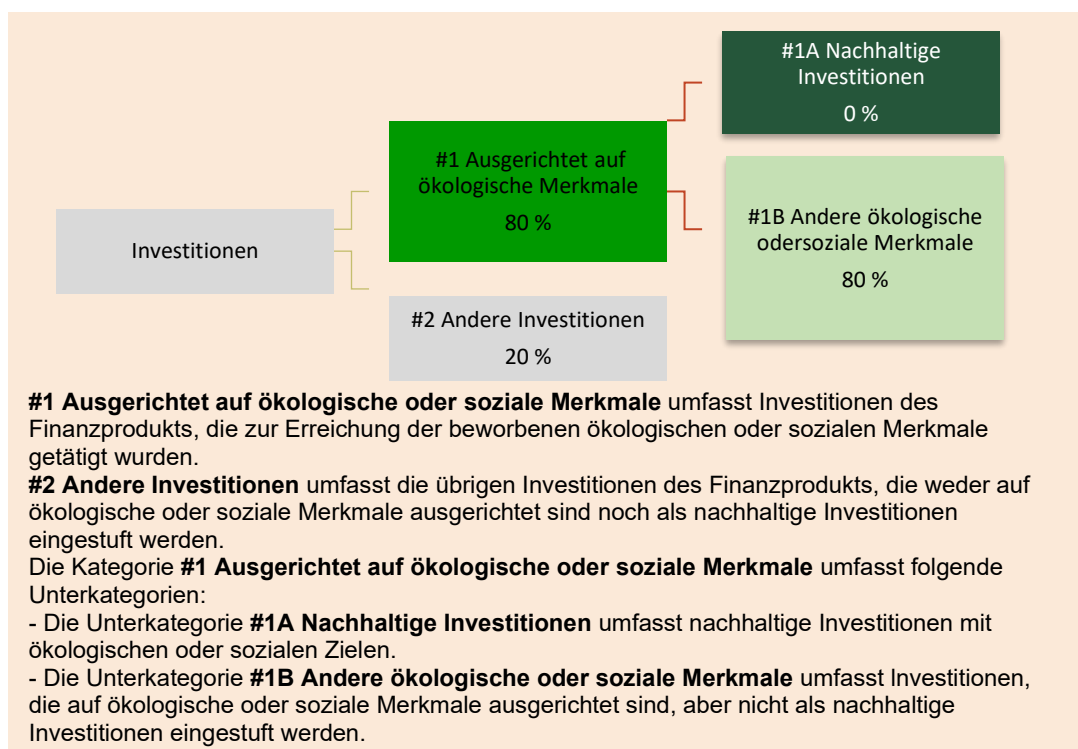 #1A Nachhaltige
Investitionen
0 %
#1 Ausgerichtet auf
ökologische Merkmale
80 %
#1B Andere ökologische
odersoziale Merkmale
80 %
Investitionen
#2 Andere Investitionen
20 %
#1 Ausgerichtet auf ökologische oder soziale Merkmale umfasst Investitionen des
Finanzprodukts, die zur Erreichung der beworbenen ökologischen oder sozialen Merkmale
getätigt wurden.
#2 Andere Investitionen umfasst die übrigen Investitionen des Finanzprodukts, die weder auf
ökologische oder soziale Merkmale ausgerichtet sind noch als nachhaltige Investitionen
eingestuft werden.
Die Kategorie #1 Ausgerichtet auf ökologische oder soziale Merkmale umfasst folgende
Unterkategorien:
- Die Unterkategorie #1A Nachhaltige Investitionen umfasst nachhaltige Investitionen mit
ökologischen oder sozialen Zielen.
- Die Unterkategorie #1B Andere ökologische oder soziale Merkmale umfasst Investitionen,
die auf ökologische oder soziale Merkmale ausgerichtet sind, aber nicht als nachhaltige
Investitionen eingestuft werden.